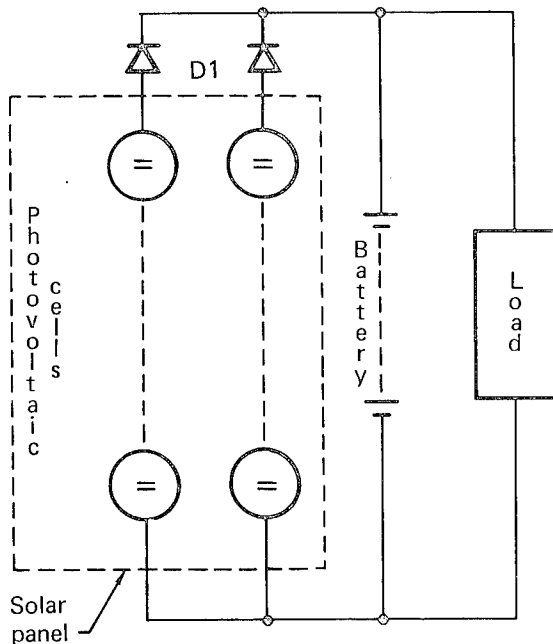 D1
Photovoltaic
cells
Battery
Load
Solar
panel